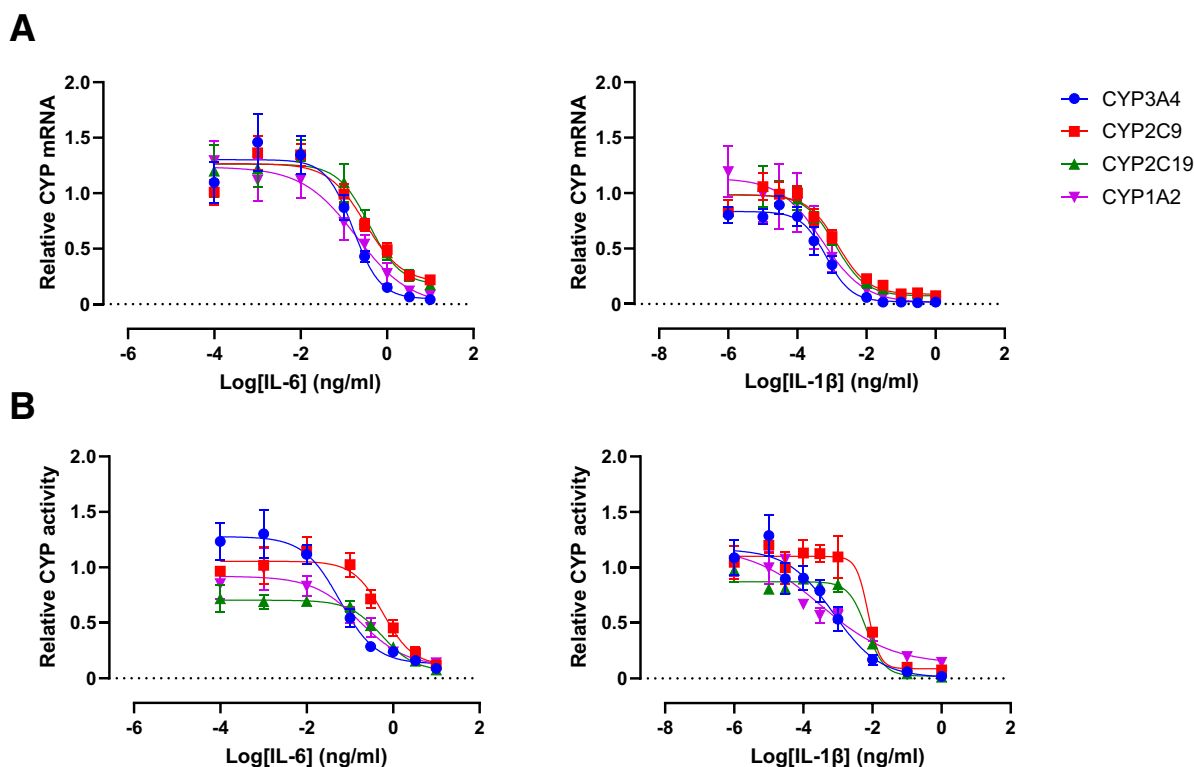 A
Relative CYP mRNA
2.0
1.5
1.0
0.5
0
-6 -4 -2 0 2
Log[IL-6] (ng/ml)
Relative CYP mRNA
2.0
1.5
1.0
0.5
0
-8 -6 -4 -2 0 2
Log[IL-1β] (ng/ml)
CYP3A4
CYP2C9
CYP2C19
CYP1A2
B
Relative CYP activity
2.0
1.5
1.0
0.5
0
-6 -4 -2 0 2
Log[IL-6] (ng/ml)
Relative CYP activity
2.0
1.5
1.0
0.5
0
-8 -6 -4 -2 0 2
Log[IL-1β] (ng/ml)